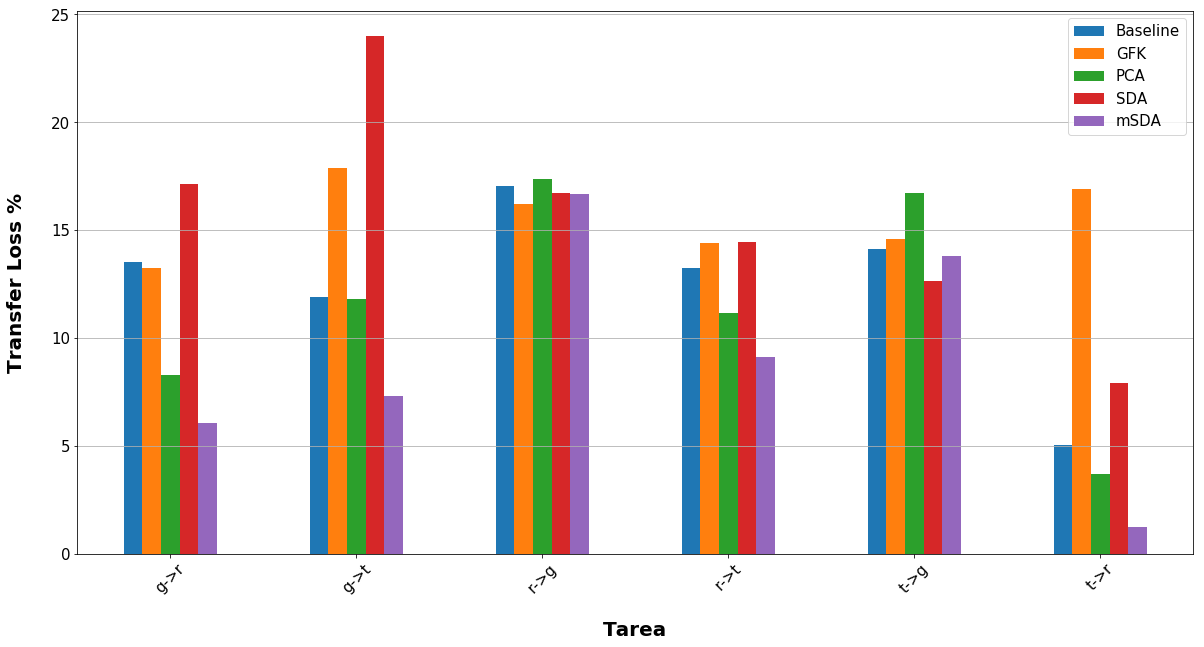 25
20
15
10
5
0
Transfer Loss %
g->r
g->t
r->g
r->t
t->g
t->r
Tarea
Baseline
GFK
PCA
SDA
mSDA